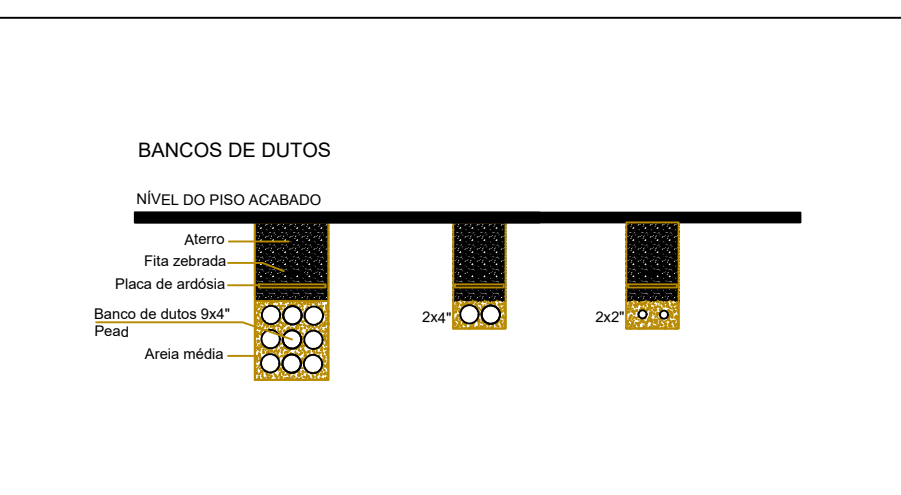 BANCOS DE DUTOS
NÍVEL DO PISO ACABADO
Aterro
Fita zebrada
Placa de ardósia
Banco de dutos 9x4"
Pead
Areia média
2x4"
2x2"